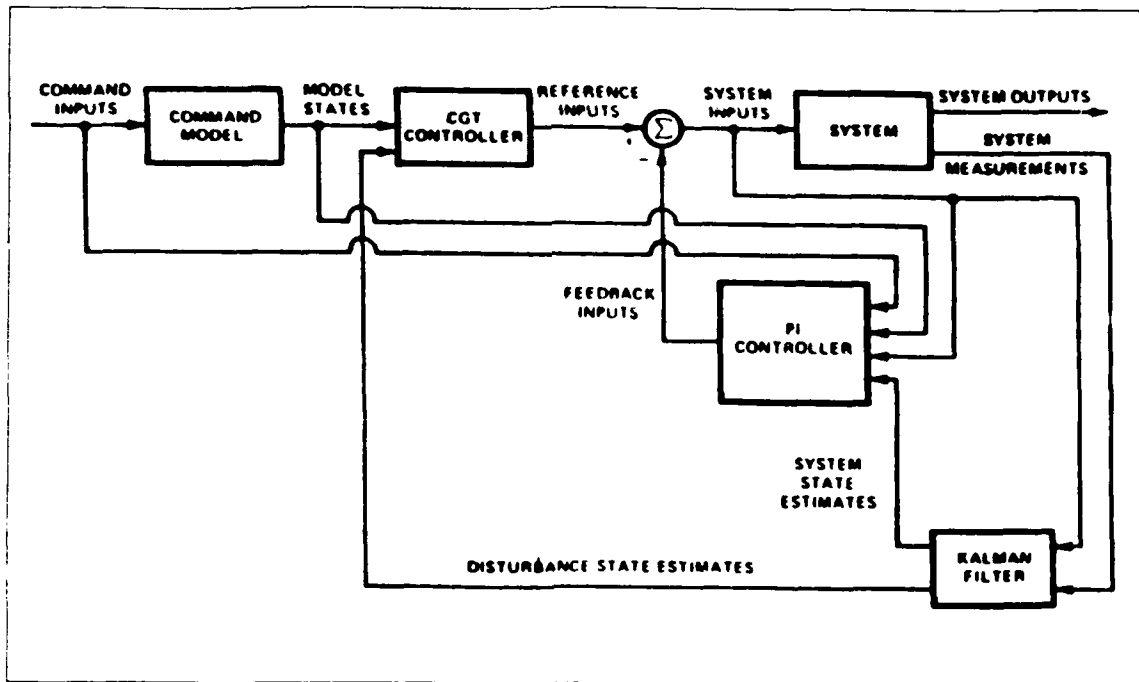 COMMAND
INPUTS
COMMAND
MODEL
MODEL
STATES
CGT
CONTROLLER
REFERENCE
INPUTS
Σ
+
-
SYSTEM
INPUTS
SYSTEM
SYSTEM OUTPUTS
SYSTEM
MEASUREMENTS
FEEDRACK
INPUTS
PI
CONTROLLER
SYSTEM
STATE
ESTIMATES
DISTURBANCE STATE ESTIMATES
KALMAN
FILTER